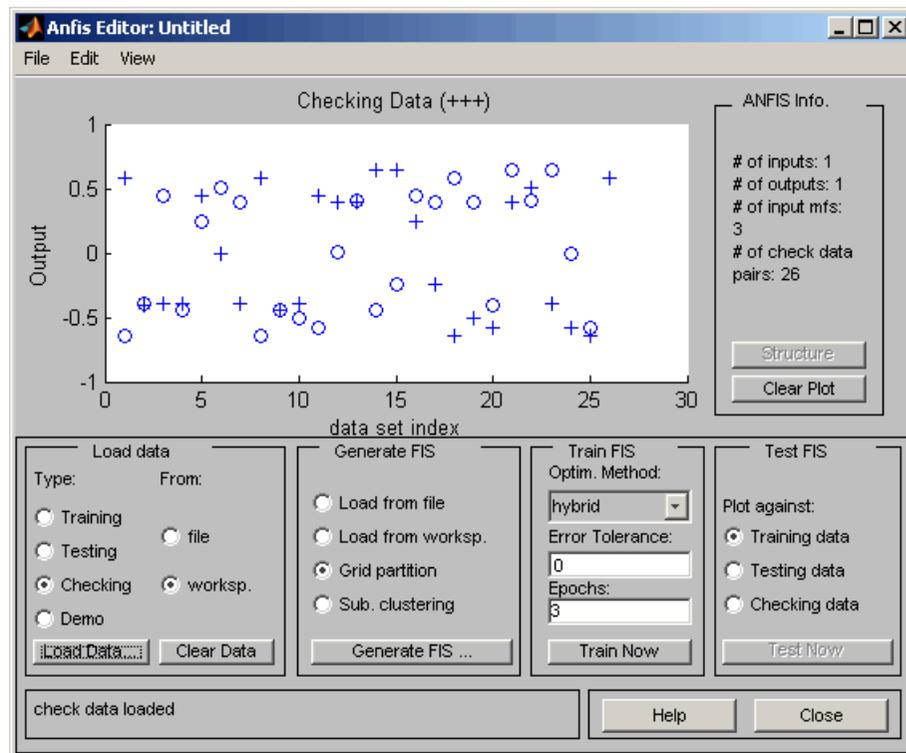 Anfis Editor: Untitled
File Edit View
Checking Data (+++)
1
0.5
0
-0.5
-1
Output
0 5 10 15 20 25 30
data set index
ANFIS Info.
# of inputs: 1
# of outputs: 1
# of input mfs:
3
# of check data
pairs: 26
Structure
Clear Plot
Load data
Type: From:
Training
Testing
Checking
Demo
file
worksp.
Load Data...
Clear Data
Generate FIS
Load from file
Load from worksp.
Grid partition
Sub. clustering
Generate FIS ...
Train FIS
Optim. Method:
hybrid
Error Tolerance:
0
Epochs:
3
Train Now
Test FIS
Plot against:
Training data
Testing data
Checking data
Test Now
check data loaded
Help
Close